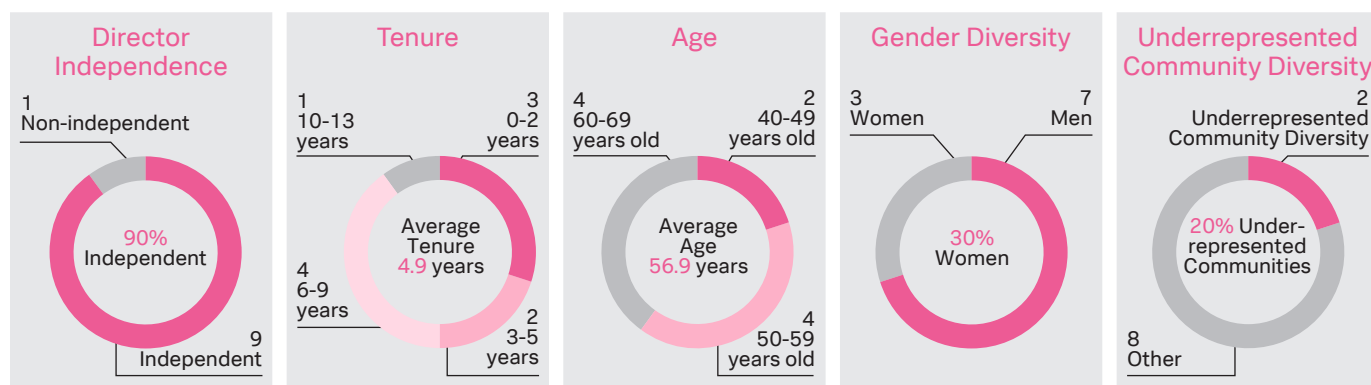 Director
Independence
1
Non-independent
90%
Independent
9
Independent
Tenure
1
10-13
years
3
0-2
years
Average
Tenure
4.9 years
4
6-9
years
2
3-5
years
Age
4
60-69
years old
2
40-49
years old
Average
Age
56.9 years
4
50-59
years old
Gender Diversity
3
Women
7
Men
30%
Women
Underrepresented
Community Diversity
2
Underrepresented
Community Diversity
20% Under-
represented
Communities
8
Other